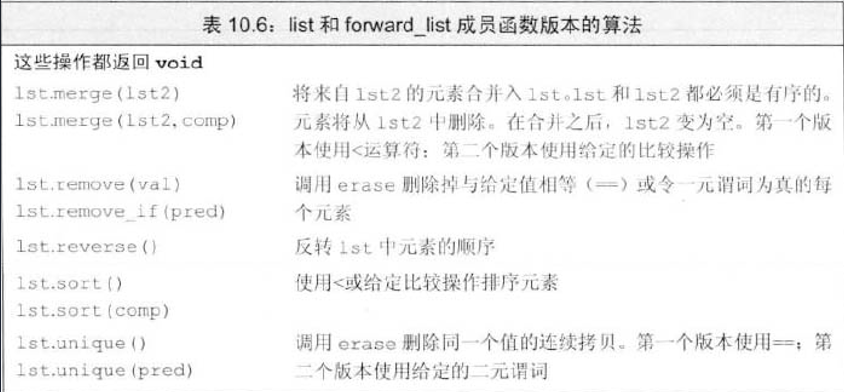 表 10.6：list 和 forward_list 成员函数版本的算法
这些操作都返回 void
lst.merge(lst2) 将来自 lst2 的元素合并入 lst。lst 和 lst2 都必须是有序的。
lst.merge(lst2,comp) 元素将从 lst2 中删除。在合并之后，lst2 变为空。第一个版
本使用<运算符；第二个版本使用给定的比较操作
lst.remove(val) 调用 erase 删除掉与给定值相等（==）或令一元谓词为真的每
lst.remove_if(pred) 个元素
lst.reverse() 反转 lst 中元素的顺序
lst.sort() 使用<或给定比较操作排序元素
lst.sort(comp)
lst.unique() 调用 erase 删除同一个值的连续拷贝。第一个版本使用==；第
lst.unique(pred) 二个版本使用给定的二元谓词